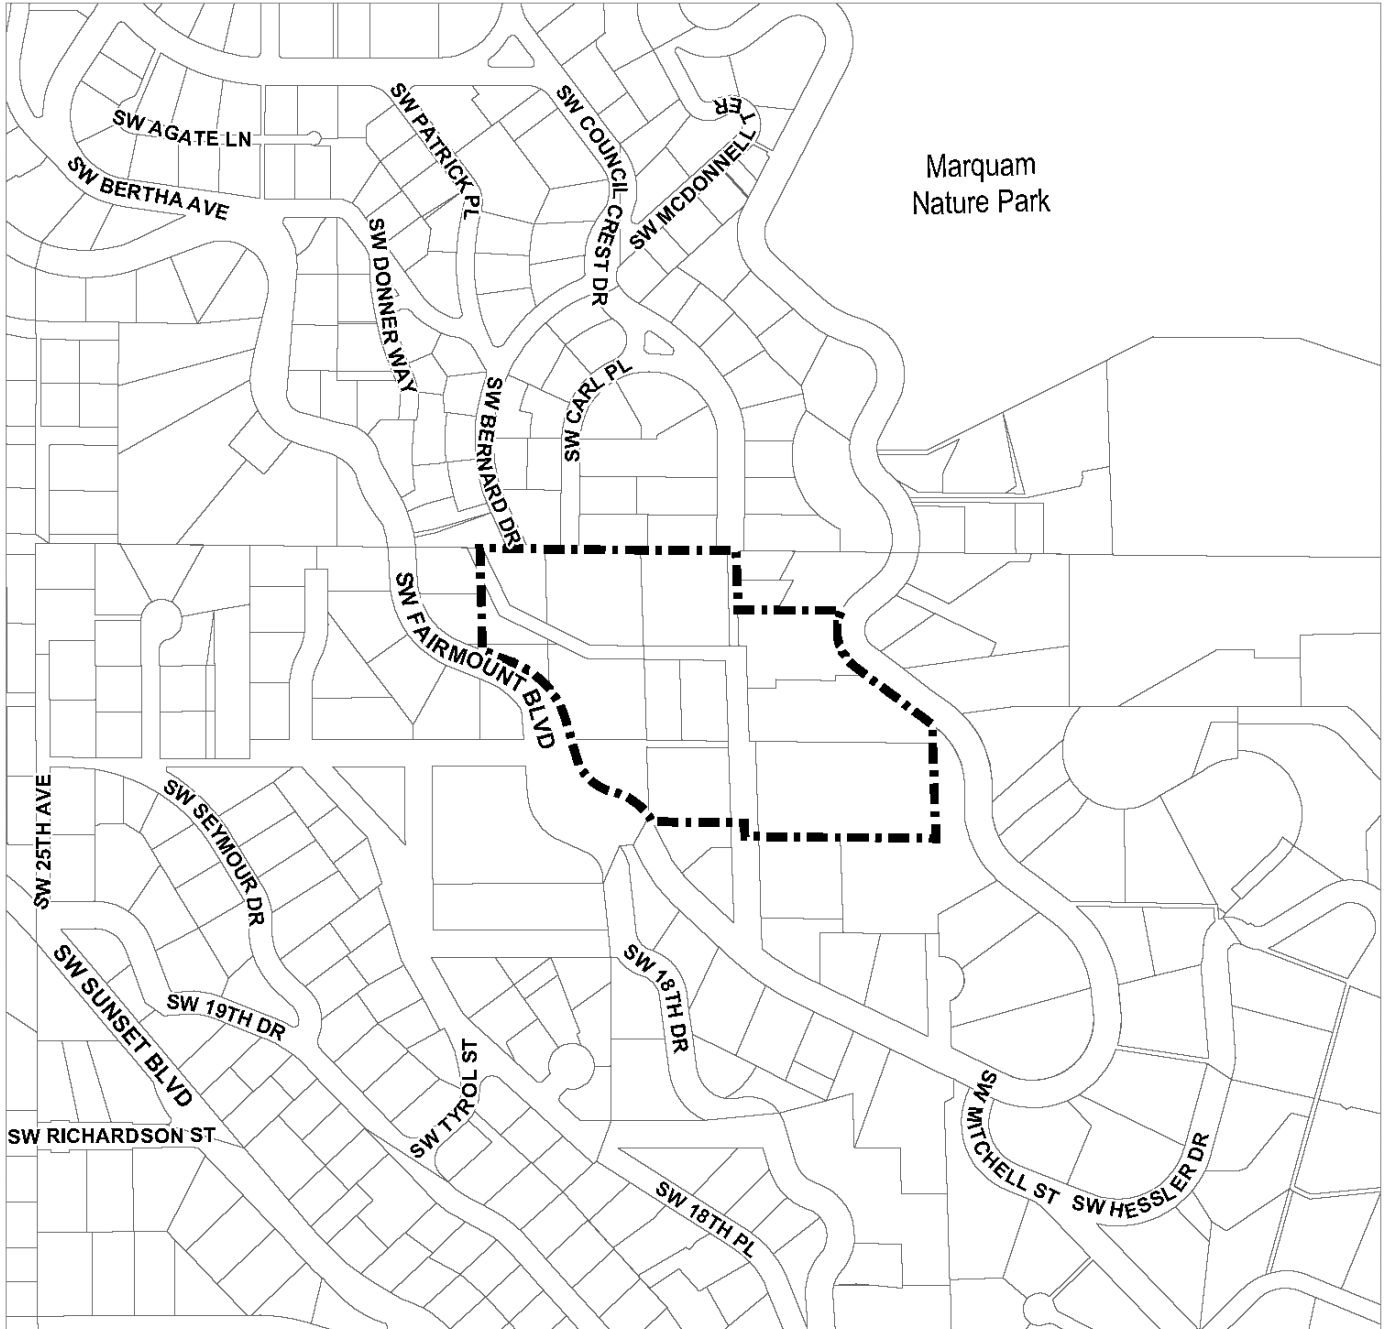 SW AGATE LN
SW PATRICK PL
SW COUNCIL CREST DR
SW MCDONNELL TER
Marquam
Nature Park
SW BERTHA AVE
SW DONNER WAY
SW BERNARD DR
SW CARL PL
SW FAIRMOUNT BLVD
SW 25TH AVE
SW SEYMOUR DR
SW SUNSET BLVD
SW 19TH DR
SW 18TH DR
SW TYROL ST
SW RICHARDSON ST
SW MITCHELL ST
SW HESSLER DR
SW 18TH PL